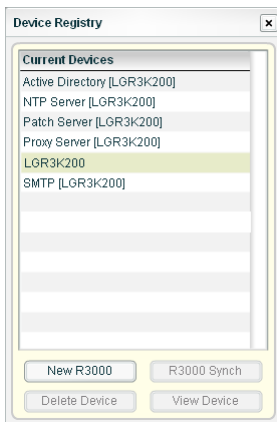 Device Registry
Current Devices
Active Directory [LGR3K200]
NTP Server [LGR3K200]
Patch Server [LGR3K200]
Proxy Server [LGR3K200]
LGR3K200
SMTP [LGR3K200]
New R3000 R3000 Synch
Delete Device View Device